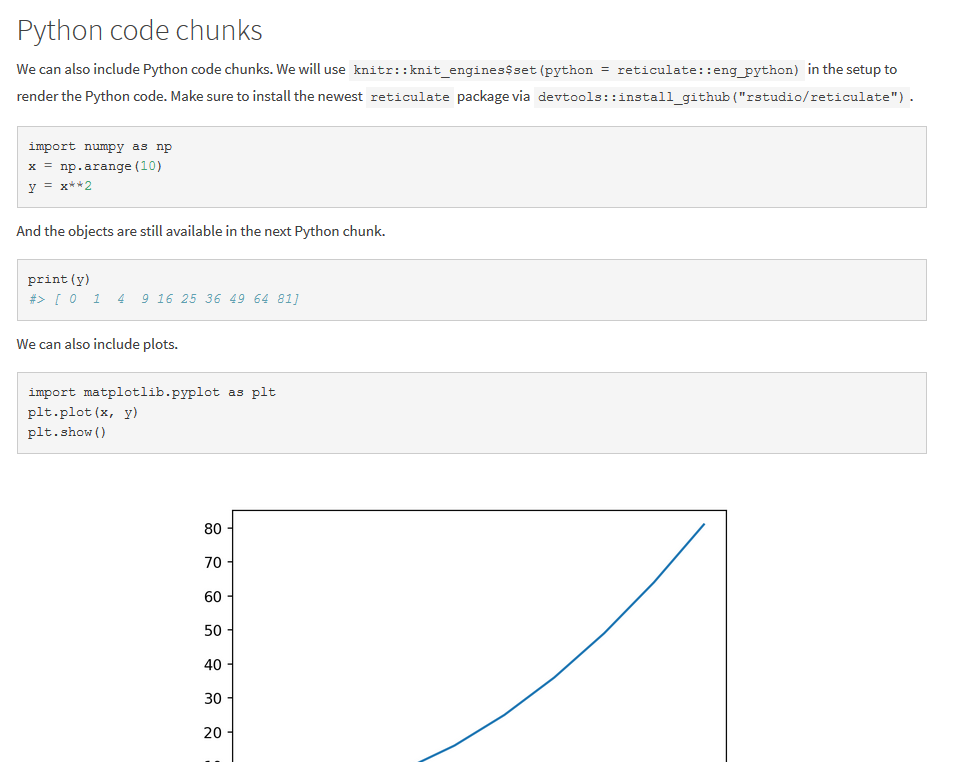 Python code chunks
We can also include Python code chunks. We will use knitr::knit_engines$set(python = reticulate::eng_python) in the setup to
render the Python code. Make sure to install the newest reticulate package via devtools::install_github("rstudio/reticulate") .
import numpy as np
x = np.arange(10)
y = x**2
And the objects are still available in the next Python chunk.
print(y)
#> [ 0  1  4  9 16 25 36 49 64 81]
We can also include plots.
import matplotlib.pyplot as plt
plt.plot(x, y)
plt.show()
80
70
60
50
40
30
20